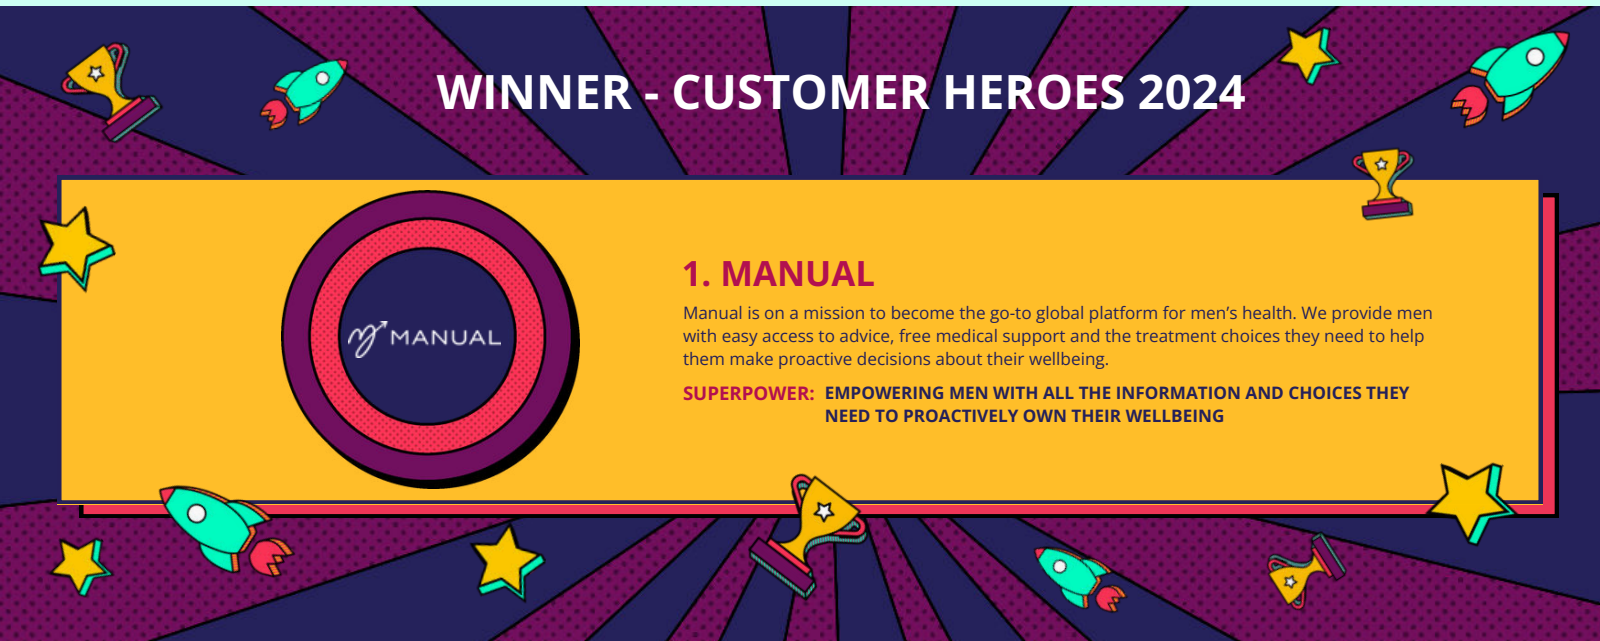 WINNER - CUSTOMER HEROES 2024
MANUAL
1. MANUAL
Manual is on a mission to become the go-to global platform for men’s health. We provide men
with easy access to advice, free medical support and the treatment choices they need to help
them make proactive decisions about their wellbeing.
SUPERPOWER: EMPOWERING MEN WITH ALL THE INFORMATION AND CHOICES THEY
NEED TO PROACTIVELY OWN THEIR WELLBEING